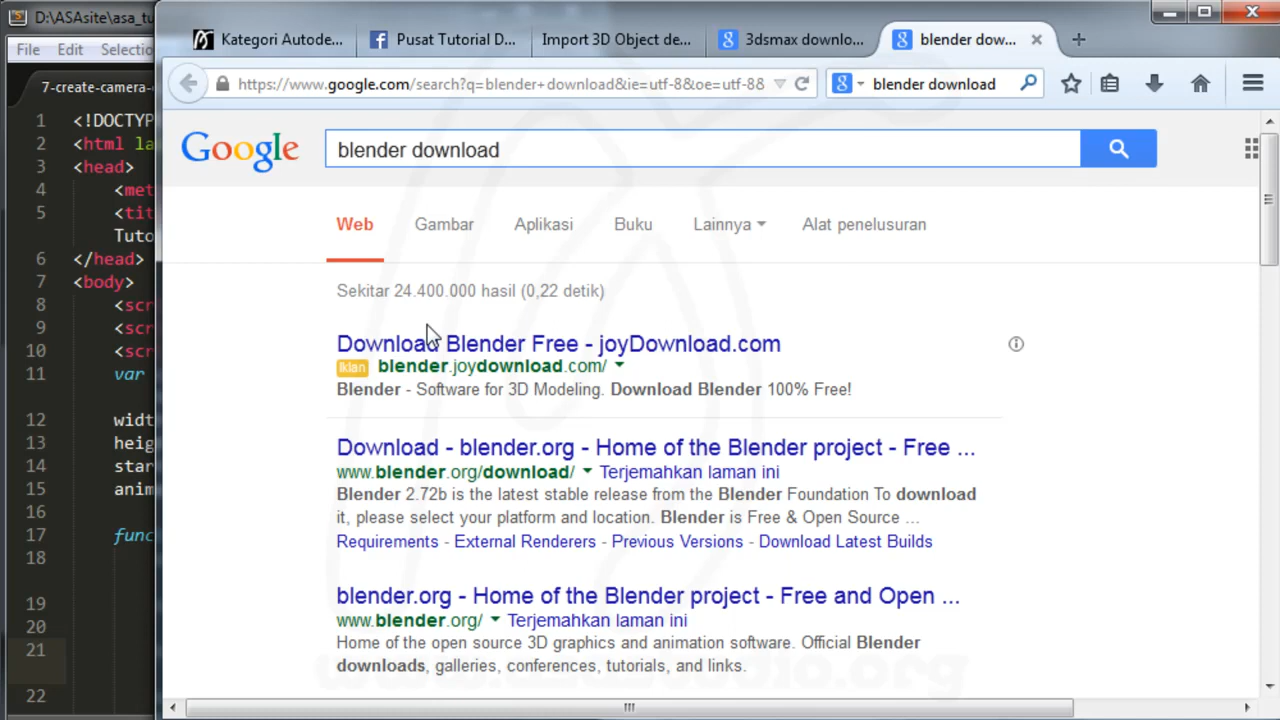 D:\ASAsite\asa_tu
File Edit Selectio
7-create-camera-
1 <!DOCTYP
2 <html la
3 <head>
4 <met
5 <tit
Tuto
6 </head>
7 <body>
8 <scr
9 <scr
10 <scr
11 var
12 widt
13 heig
14 star
15 anim
16
17 func
18
19
20
21
22
Kategori Autode... Pusat Tutorial D... Import 3D Object de... 3dsmax downlo... blender dow...
https://www.google.com/search?q=blender+download&ie=utf-8&oe=utf-8& blender download
Google blender download
Web Gambar Aplikasi Buku Lainnya Alat penelusuran
Sekitar 24.400.000 hasil (0,22 detik)
Download Blender Free - joyDownload.com
Iklan blender.joydownload.com/
Blender - Software for 3D Modeling. Download Blender 100% Free!
Download - blender.org - Home of the Blender project - Free ...
www.blender.org/download/ Terjemahkan laman ini
Blender 2.72b is the latest stable release from the Blender Foundation To download
it, please select your platform and location. Blender is Free & Open Source ...
Requirements - External Renderers - Previous Versions - Download Latest Builds
blender.org - Home of the Blender project - Free and Open ...
www.blender.org/ Terjemahkan laman ini
Home of the open source 3D graphics and animation software. Official Blender
downloads, galleries, conferences, tutorials, and links.